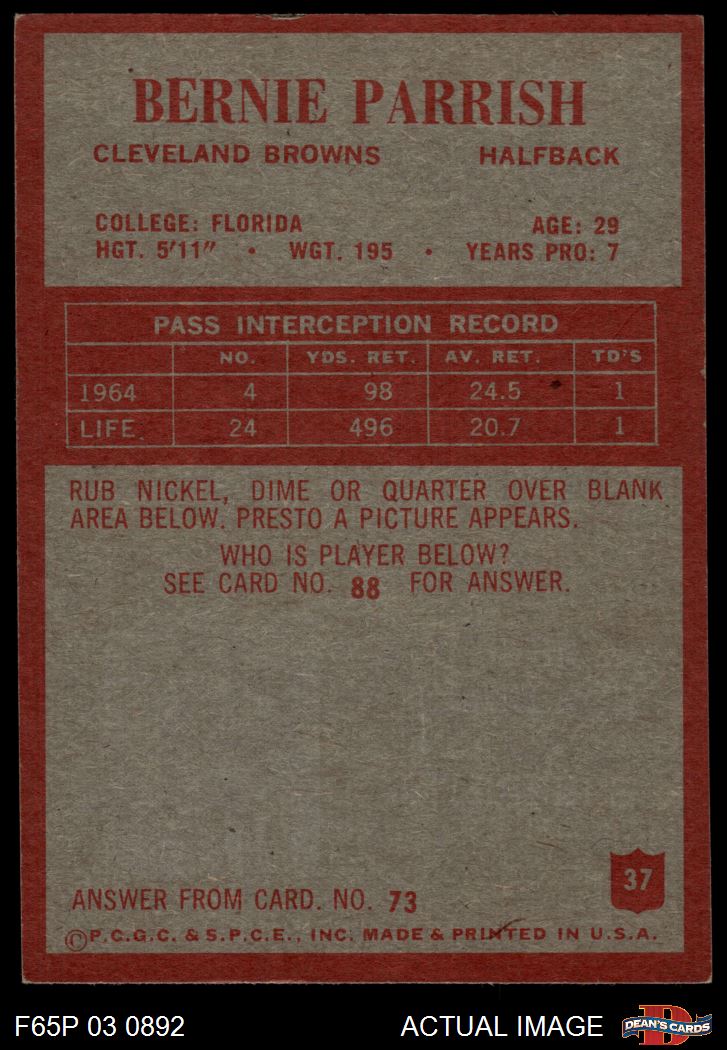 BERNIE PARRISH
CLEVELAND BROWNS HALFBACK
COLLEGE: FLORIDA AGE: 29
HGT. 5'11" • WGT. 195 • YEARS PRO: 7
PASS INTERCEPTION RECORD
NO. YDS. RET. AV. RET. TD'S
1964 4 98 24.5 1
LIFE 24 496 20.7 1
RUB NICKEL, DIME OR QUARTER OVER BLANK
AREA BELOW. PRESTO A PICTURE APPEARS.
WHO IS PLAYER BELOW?
SEE CARD NO. 88 FOR ANSWER.
37
ANSWER FROM CARD. NO. 73
©P.C.G.C. & S.P.C.E., INC. MADE & PRINTED IN U.S.A.
F65P 03 0892 ACTUAL IMAGE
D
DEAN'S CARDS